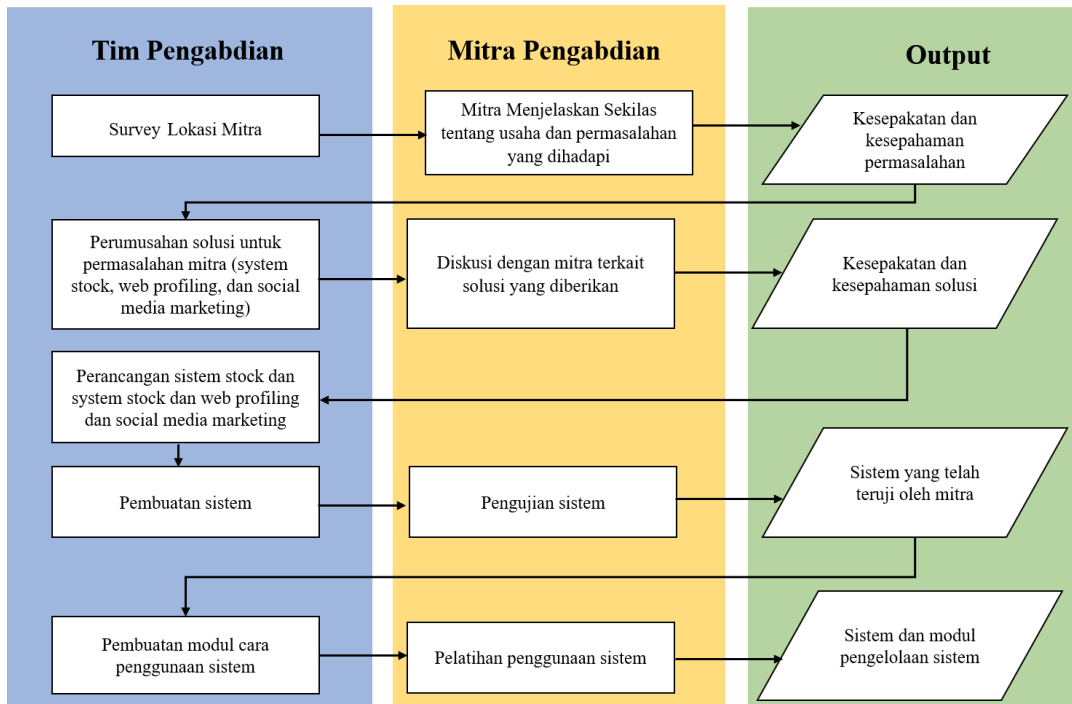 Tim Pengabdian
Mitra Pengabdian
Output
Survey Lokasi Mitra
Mitra Menjelaskan Sekilas
tentang usaha dan permasalahan
yang dihadapi
Kesepakatan dan
kesepahaman
permasalahan
Perumusahan solusi untuk
permasalahan mitra (system
stock, web profiling, dan social
media marketing)
Diskusi dengan mitra terkait
solusi yang diberikan
Kesepakatan dan
kesepahaman solusi
Perancangan sistem stock dan
system stock dan web profiling
dan social media marketing
Pembuatan sistem
Pengujian sistem
Sistem yang telah
teruji oleh mitra
Pembuatan modul cara
penggunaan sistem
Pelatihan penggunaan sistem
Sistem dan modul
pengelolaan sistem